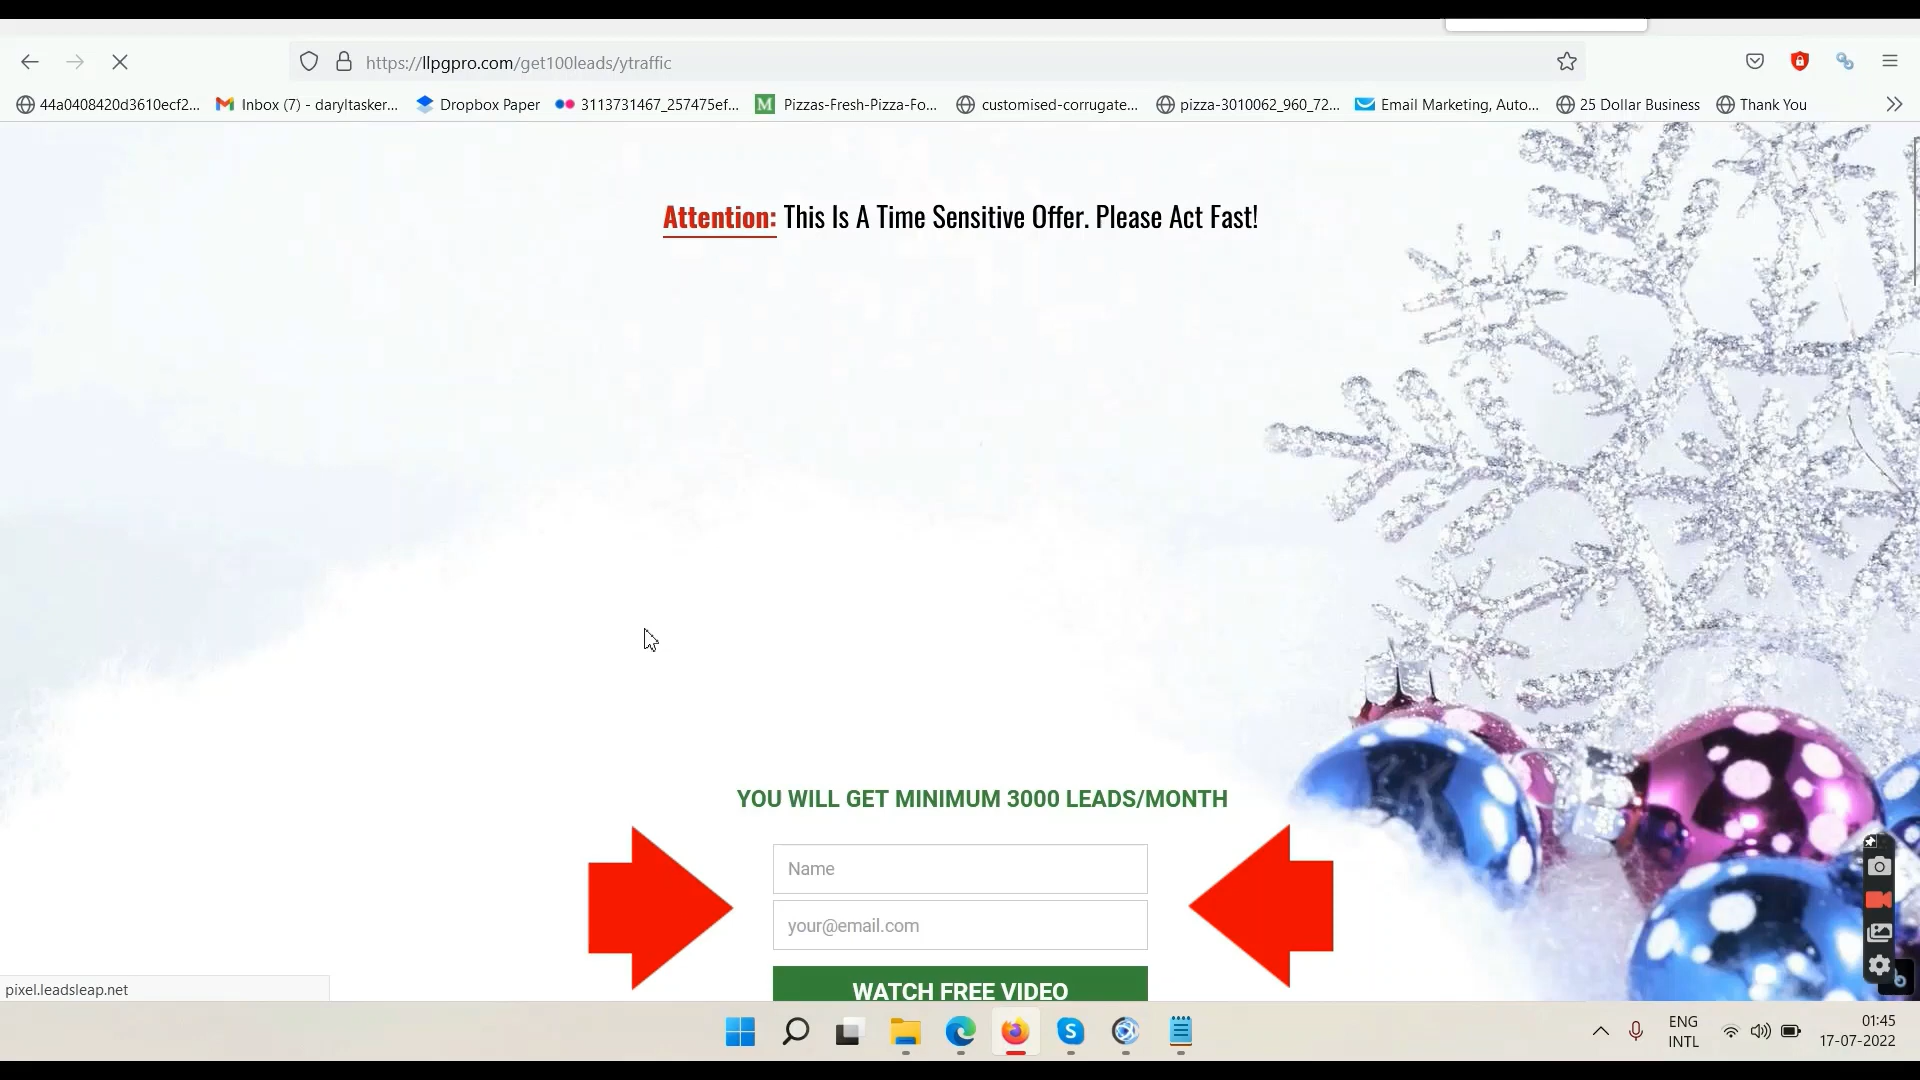 https://llpgpro.com/get100leads/ytraffic
44a0408420d3610ecf2... Inbox (7) - daryltasker... Dropbox Paper 3113731467_257475ef... M Pizzas-Fresh-Pizza-Fo... customised-corrugate... pizza-3010062_960_72... Email Marketing, Auto... 25 Dollar Business Thank You
Attention: This Is A Time Sensitive Offer. Please Act Fast!
YOU WILL GET MINIMUM 3000 LEADS/MONTH
Name
your@email.com
WATCH FREE VIDEO
pixel.leadsleap.net
S
ENG
INTL
01:45
17-07-2022